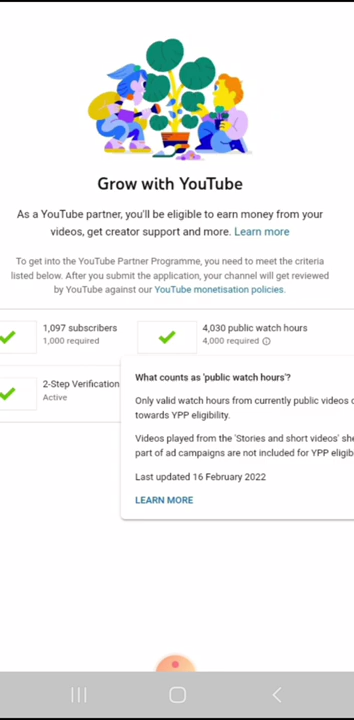 Grow with YouTube
As a YouTube partner, you'll be eligible to earn money from your
videos, get creator support and more. Learn more
To get into the YouTube Partner Programme, you need to meet the criteria
listed below. After you submit the application, your channel will get reviewed
by YouTube against our YouTube monetisation policies.
1,097 subscribers
1,000 required
4,030 public watch hours
4,000 required
2-Step Verification
Active
What counts as 'public watch hours'?
Only valid watch hours from currently public videos
towards YPP eligibility.
Videos played from the 'Stories and short videos'
part of ad campaigns are not included for YPP
Last updated 16 February 2022
LEARN MORE